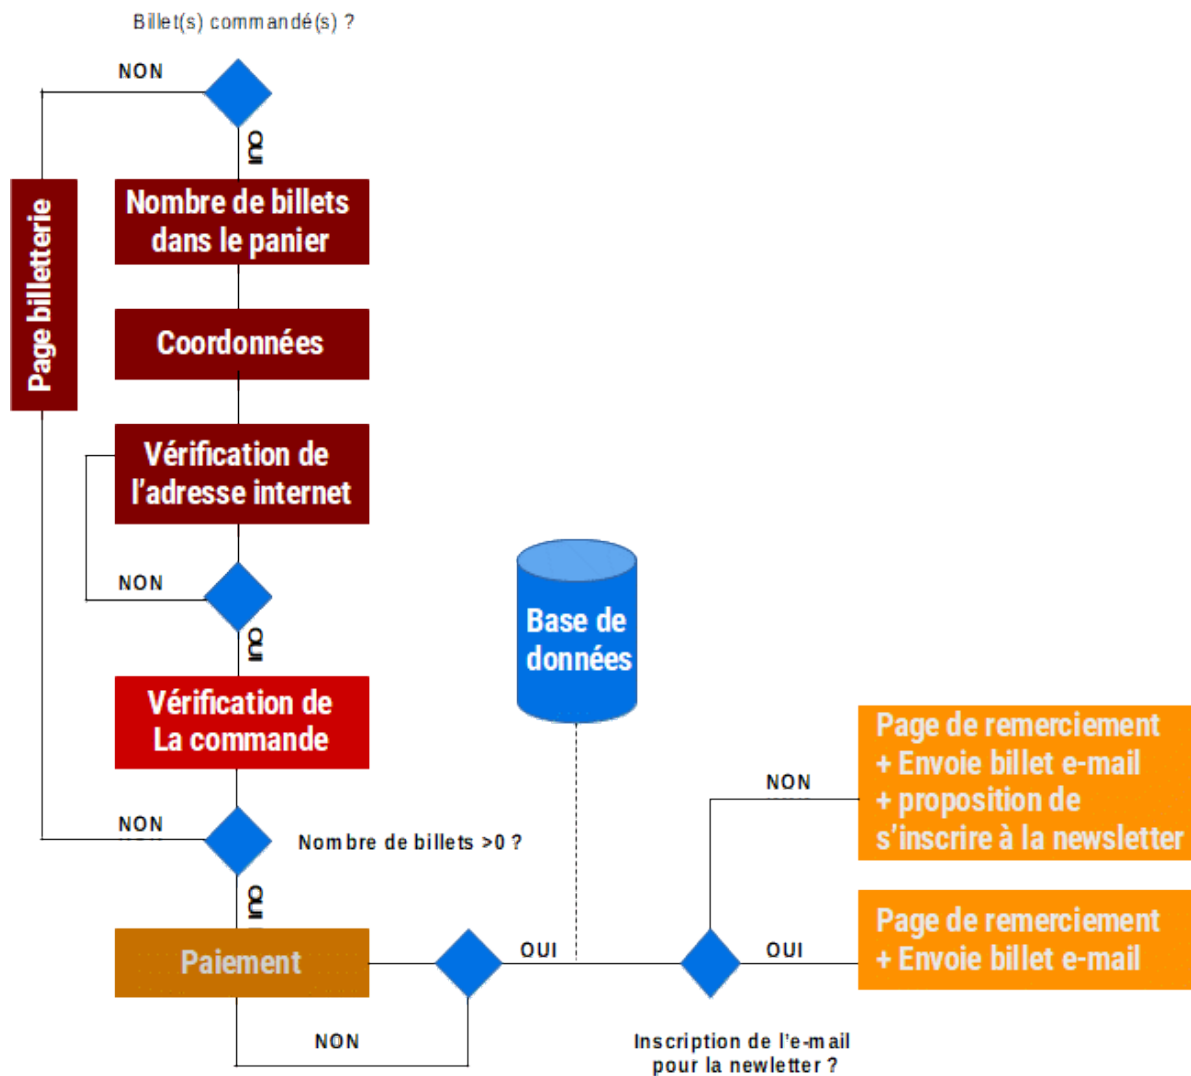 Billet(s) commandé(s) ?
NON
OUI
Page billetterie
Nombre de billets
dans le panier
Coordonnées
Vérification de
l'adresse internet
NON
OUI
Vérification de
La commande
NON
Nombre de billets >0 ?
OUI
Paiement
NON
OUI
Base de
données
Inscription de l'e-mail
pour la newletter ?
NON
Page de remerciement
+ Envoie billet e-mail
+ proposition de
s'inscrire à la newsletter
OUI
Page de remerciement
+ Envoie billet e-mail